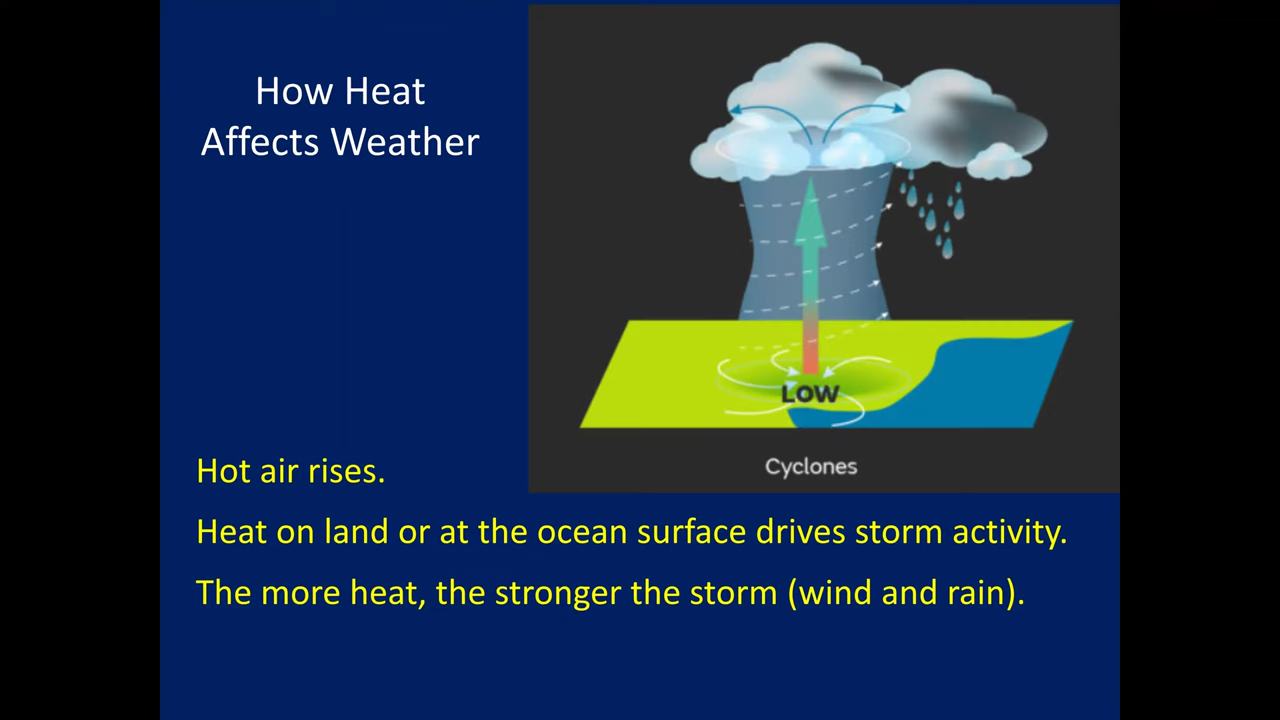 How Heat
Affects Weather
LOW
Cyclones
Hot air rises.
Heat on land or at the ocean surface drives storm activity.
The more heat, the stronger the storm (wind and rain).